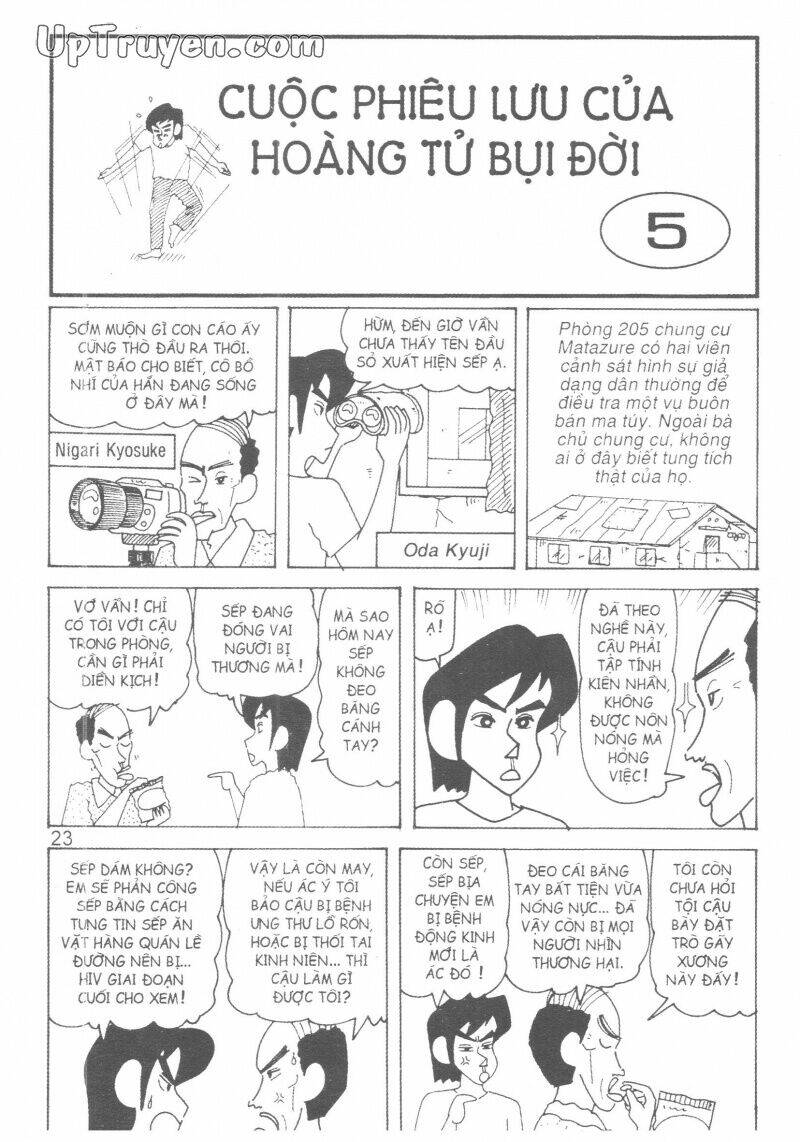 UpTruyen.com
CUỘC PHIÊU LƯU CỦA
HOÀNG TỬ BỤI ĐỜI
5
Phòng 205 chung cư
Matazure có hai viên
cảnh sát hình sự giả
dạng dân thường để
điều tra một vụ buôn
bán ma túy. Ngoài bà
chủ chung cư, không
ai ở đây biết tung tích
thật của họ.
HỪM, ĐẾN GIỜ VẪN
CHƯA THẤY TÊN ĐẦU
SỎ XUẤT HIỆN SẾP Ạ.
Oda Kyuji
SỚM MUỘN GÌ CON CÁO ẤY
CŨNG THÒ ĐẦU RA THÔI.
MẬT BÁO CHO BIẾT, CÔ BỒ
NHÍ CỦA HẮN ĐANG SỐNG
Ở ĐÂY MÀ!
Nigari Kyosuke
ĐÃ THEO
NGHỀ NÀY,
CẬU PHẢI
TẬP TÍNH
KIÊN NHẪN,
KHÔNG
ĐƯỢC NÔN
NÓNG MÀ
HỎNG
VIỆC!
RÕ
Ạ!
MÀ SAO
HÔM NAY
SẾP
KHÔNG
ĐEO
BĂNG
CÁNH
TAY?
SẾP ĐANG
ĐÓNG VAI
NGƯỜI BỊ
THƯƠNG MÀ!
VỚ VẨN! CHỈ
CÓ TÔI VỚI CẬU
TRONG PHÒNG,
CẦN GÌ PHẢI
DIỄN KỊCH!
23
TÔI CÒN
CHƯA HỎI
TỘI CẬU
BÀY ĐẶT
TRÒ GÃY
XƯƠNG
NÀY ĐẤY!
ĐEO CÁI BĂNG
TAY BẤT TIỆN VỪA
NÓNG NỰC... ĐÃ
VẬY CÒN BỊ MỌI
NGƯỜI NHÌN
THƯƠNG HẠI.
CÒN SẾP,
SẾP BỊA
CHUYỆN EM
BỊ BỆNH
ĐỘNG KINH
MỚI LÀ
ÁC ĐÓ!
VẬY LÀ CÒN MAY,
NẾU ÁC Ý TÔI
BẢO CẬU BỊ BỆNH
UNG THƯ LỖ RỐN,
HOẶC BỊ THỐI TAI
KINH NIÊN... THÌ
CẬU LÀM GÌ
ĐƯỢC TÔI?
SẾP DÁM KHÔNG?
EM SẼ PHẢN CÔNG
SẾP BẰNG CÁCH
TUNG TIN SẾP ĂN
VẶT HÀNG QUÁN LỀ
ĐƯỜNG NÊN BỊ...
HIV GIAI ĐOẠN
CUỐI CHO XEM!